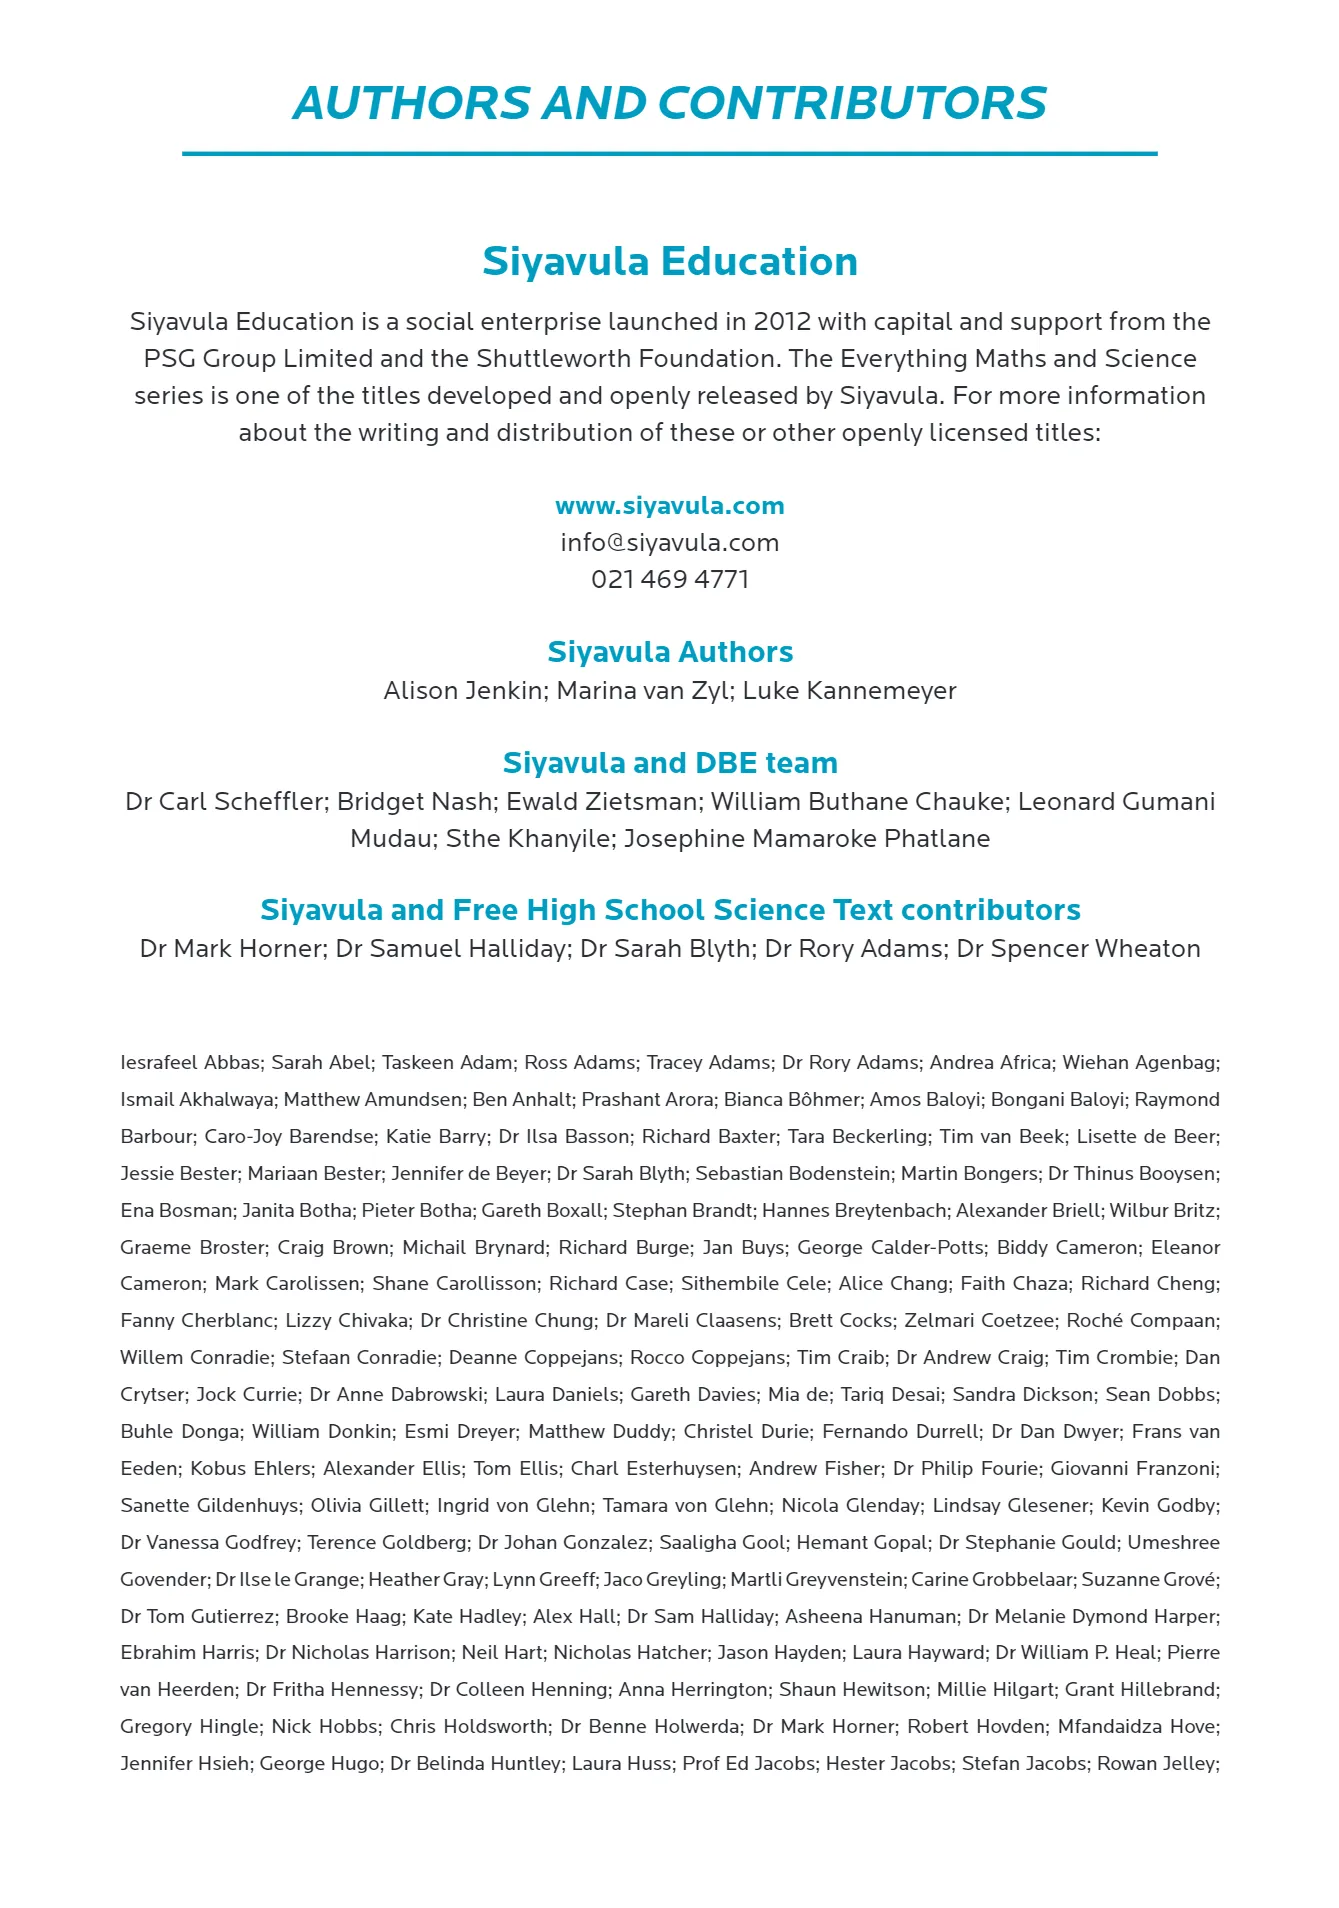 AUTHORS AND CONTRIBUTORS
Siyavula Education
Siyavula Education is a social enterprise launched in 2012 with capital and support from the
PSG Group Limited and the Shuttleworth Foundation. The Everything Maths and Science
series is one of the titles developed and openly released by Siyavula. For more information
about the writing and distribution of these or other openly licensed titles:
www.siyavula.com
info@siyavula.com
021 469 4771
Siyavula Authors
Alison Jenkin; Marina van Zyl; Luke Kannemeyer
Siyavula and DBE team
Dr Carl Scheffler; Bridget Nash; Ewald Zietsman; William Buthane Chauke; Leonard Gumani
Mudau; Sthe Khanyile; Josephine Mamaroke Phatlane
Siyavula and Free High School Science Text contributors
Dr Mark Horner; Dr Samuel Halliday; Dr Sarah Blyth; Dr Rory Adams; Dr Spencer Wheaton
Iesrafeel Abbas; Sarah Abel; Taskeen Adam; Ross Adams; Tracey Adams; Dr Rory Adams; Andrea Africa; Wiehan Agenbag;
Ismail Akhalwaya; Matthew Amundsen; Ben Anhalt; Prashant Arora; Bianca Bôhmer; Amos Baloyi; Bongani Baloyi; Raymond
Barbour; Caro-Joy Barendse; Katie Barry; Dr Ilsa Basson; Richard Baxter; Tara Beckerling; Tim van Beek; Lisette de Beer;
Jessie Bester; Mariaan Bester; Jennifer de Beyer; Dr Sarah Blyth; Sebastian Bodenstein; Martin Bongers; Dr Thinus Booysen;
Ena Bosman; Janita Botha; Pieter Botha; Gareth Boxall; Stephan Brandt; Hannes Breytenbach; Alexander Briell; Wilbur Britz;
Graeme Broster; Craig Brown; Michail Brynard; Richard Burge; Jan Buys; George Calder-Potts; Biddy Cameron; Eleanor
Cameron; Mark Carolissen; Shane Carollisson; Richard Case; Sithembile Cele; Alice Chang; Faith Chaza; Richard Cheng;
Fanny Cherblanc; Lizzy Chivaka; Dr Christine Chung; Dr Mareli Claasens; Brett Cocks; Zelmari Coetzee; Roché Compaan;
Willem Conradie; Stefaan Conradie; Deanne Coppejans; Rocco Coppejans; Tim Craib; Dr Andrew Craig; Tim Crombie; Dan
Crytser; Jock Currie; Dr Anne Dabrowski; Laura Daniels; Gareth Davies; Mia de; Tariq Desai; Sandra Dickson; Sean Dobbs;
Buhle Donga; William Donkin; Esmi Dreyer; Matthew Duddy; Christel Durie; Fernando Durrell; Dr Dan Dwyer; Frans van
Eeden; Kobus Ehlers; Alexander Ellis; Tom Ellis; Charl Esterhuysen; Andrew Fisher; Dr Philip Fourie; Giovanni Franzoni;
Sanette Gildenhuys; Olivia Gillett; Ingrid von Glehn; Tamara von Glehn; Nicola Glenday; Lindsay Glesener; Kevin Godby;
Dr Vanessa Godfrey; Terence Goldberg; Dr Johan Gonzalez; Saaligha Gool; Hemant Gopal; Dr Stephanie Gould; Umeshree
Govender; Dr Ilse le Grange; Heather Gray; Lynn Greeff; Jaco Greyling; Martli Greyvenstein; Carine Grobbelaar; Suzanne Grové;
Dr Tom Gutierrez; Brooke Haag; Kate Hadley; Alex Hall; Dr Sam Halliday; Asheena Hanuman; Dr Melanie Dymond Harper;
Ebrahim Harris; Dr Nicholas Harrison; Neil Hart; Nicholas Hatcher; Jason Hayden; Laura Hayward; Dr William P. Heal; Pierre
van Heerden; Dr Fritha Hennessy; Dr Colleen Henning; Anna Herrington; Shaun Hewitson; Millie Hilgart; Grant Hillebrand;
Gregory Hingle; Nick Hobbs; Chris Holdsworth; Dr Benne Holwerda; Dr Mark Horner; Robert Hovden; Mfandaidza Hove;
Jennifer Hsieh; George Hugo; Dr Belinda Huntley; Laura Huss; Prof Ed Jacobs; Hester Jacobs; Stefan Jacobs; Rowan Jelley;